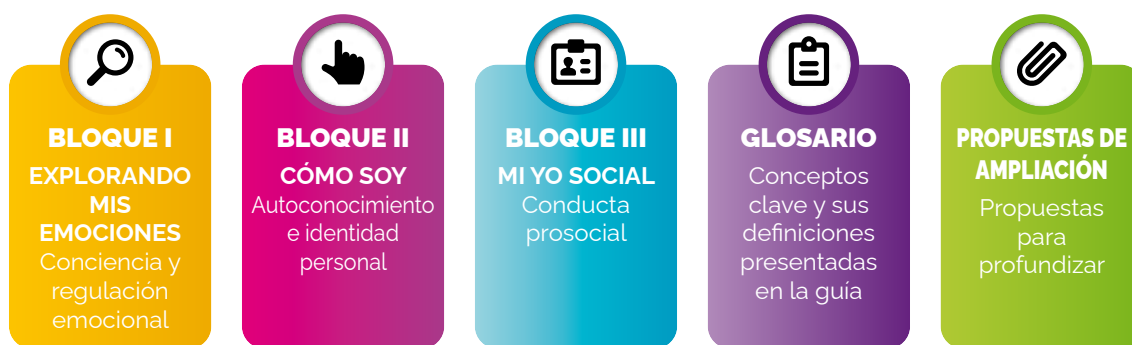 BLOQUE I
EXPLORANDO
MIS
EMOCIONES
Conciencia y
regulación
emocional
BLOQUE II
CÓMO SOY
Autoconocimiento
e identidad
personal
BLOQUE III
MI YO SOCIAL
Conducta
prosocial
GLOSARIO
Conceptos
clave y sus
definiciones
presentadas
en la guía
PROPUESTAS DE
AMPLIACIÓN
Propuestas
para
profundizar